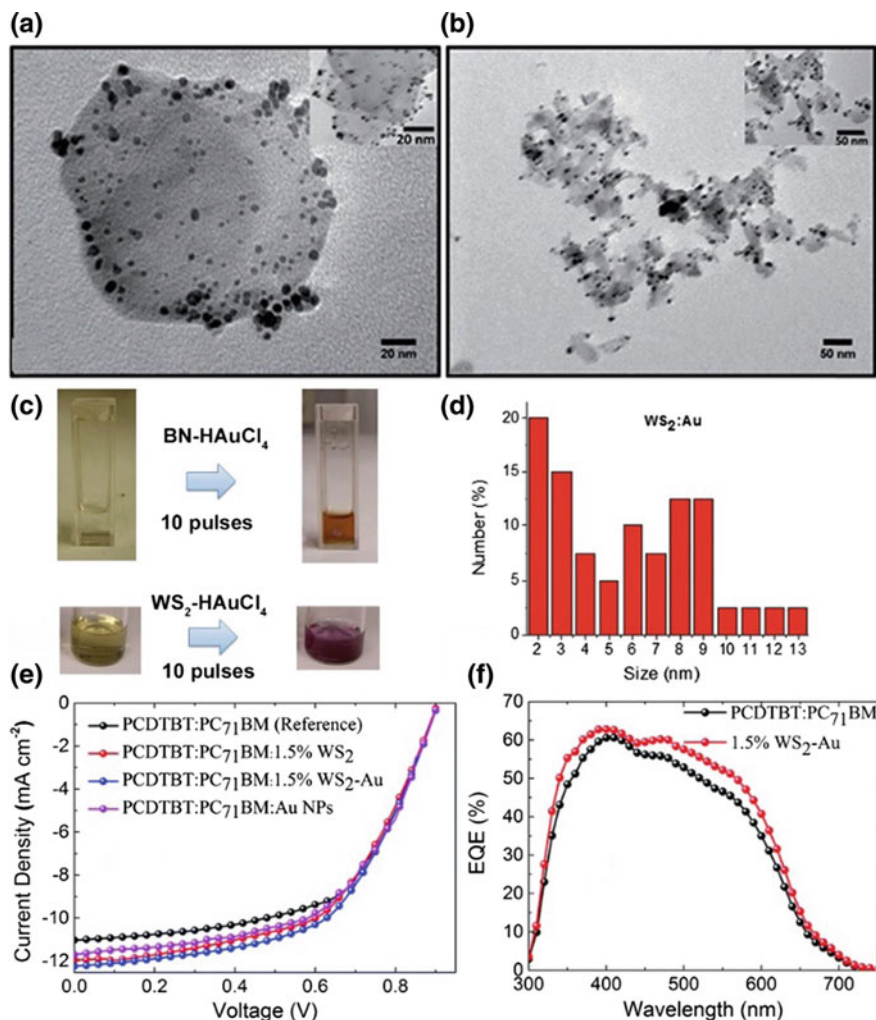 (a)
(b)
20 nm
20 nm
50 nm
50 nm
(c)
BN-HAuCl₄
10 pulses
WS₂-HAuCl₄
10 pulses
(d)
WS₂:Au
Number (%)
20
15
10
5
0
2 3 4 5 6 7 8 9 10 11 12 13
Size (nm)
(e)
Current Density (mA cm⁻²)
0
-2
-4
-6
-8
-10
-12
PCDTBT:PC₇₁BM (Reference)
PCDTBT:PC₇₁BM:1.5% WS₂
PCDTBT:PC₇₁BM:1.5% WS₂-Au
PCDTBT:PC₇₁BM:Au NPs
0.0 0.2 0.4 0.6 0.8
Voltage (V)
(f)
EQE (%)
70
60
50
40
30
20
10
0
PCDTBT:PC₇₁BM
1.5% WS₂-Au
300 400 500 600 700
Wavelength (nm)